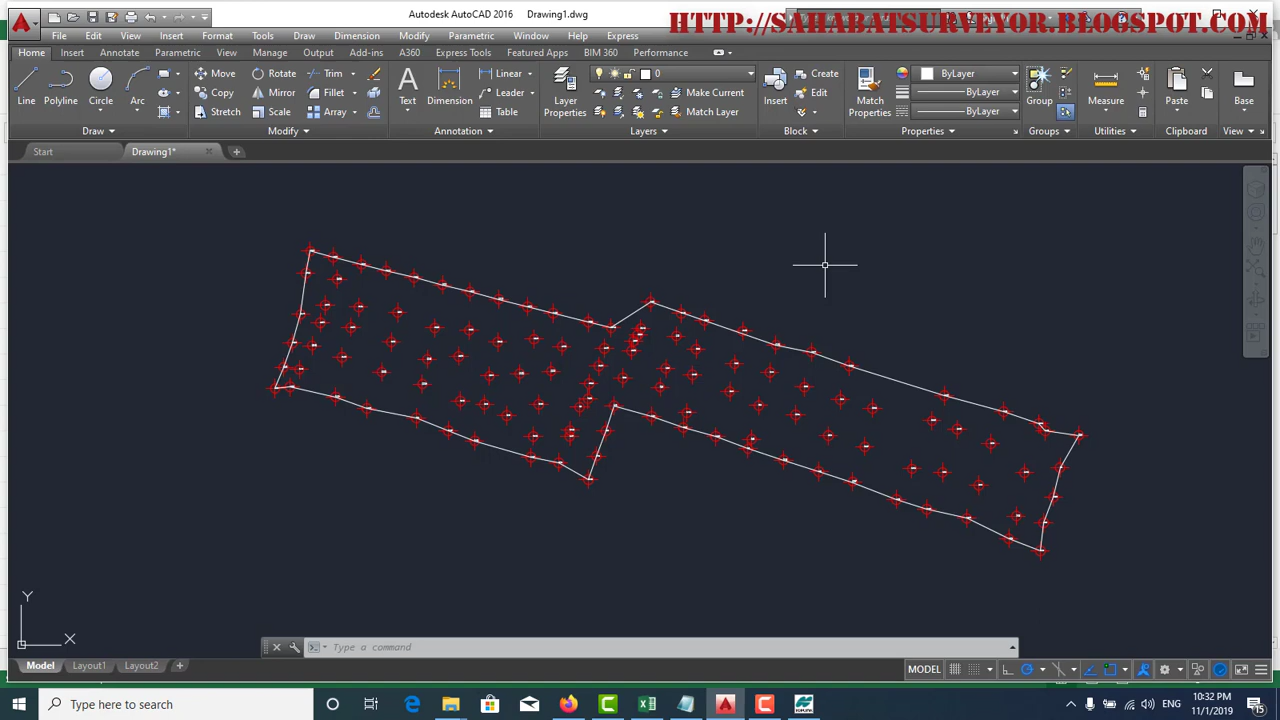 Autodesk AutoCAD 2016 Drawing1.dwg
HTTP://SAHABATSURVEYOR.BLOGSPOT.COM
File Edit View Insert Format Tools Draw Dimension Modify Parametric Window Help Express
Home Insert Annotate Parametric View Manage Output Add-ins A360 Express Tools Featured Apps BIM 360 Performance
Line Polyline Circle Arc
Move Rotate Trim
Copy Mirror Fillet
Stretch Scale Array
Text Dimension
Linear
Leader
Table
Layer Properties
0
Make Current
Match Layer
Insert
Create
Edit
Match Properties
ByLayer
ByLayer
ByLayer
Group
Measure
Paste
Base
Draw Modify Annotation Layers Block Properties Groups Utilities Clipboard View
Start Drawing1*
Y
X
Type a command
Model Layout1 Layout2
MODEL
Type here to search
ENG
10:32 PM
11/1/2019
15